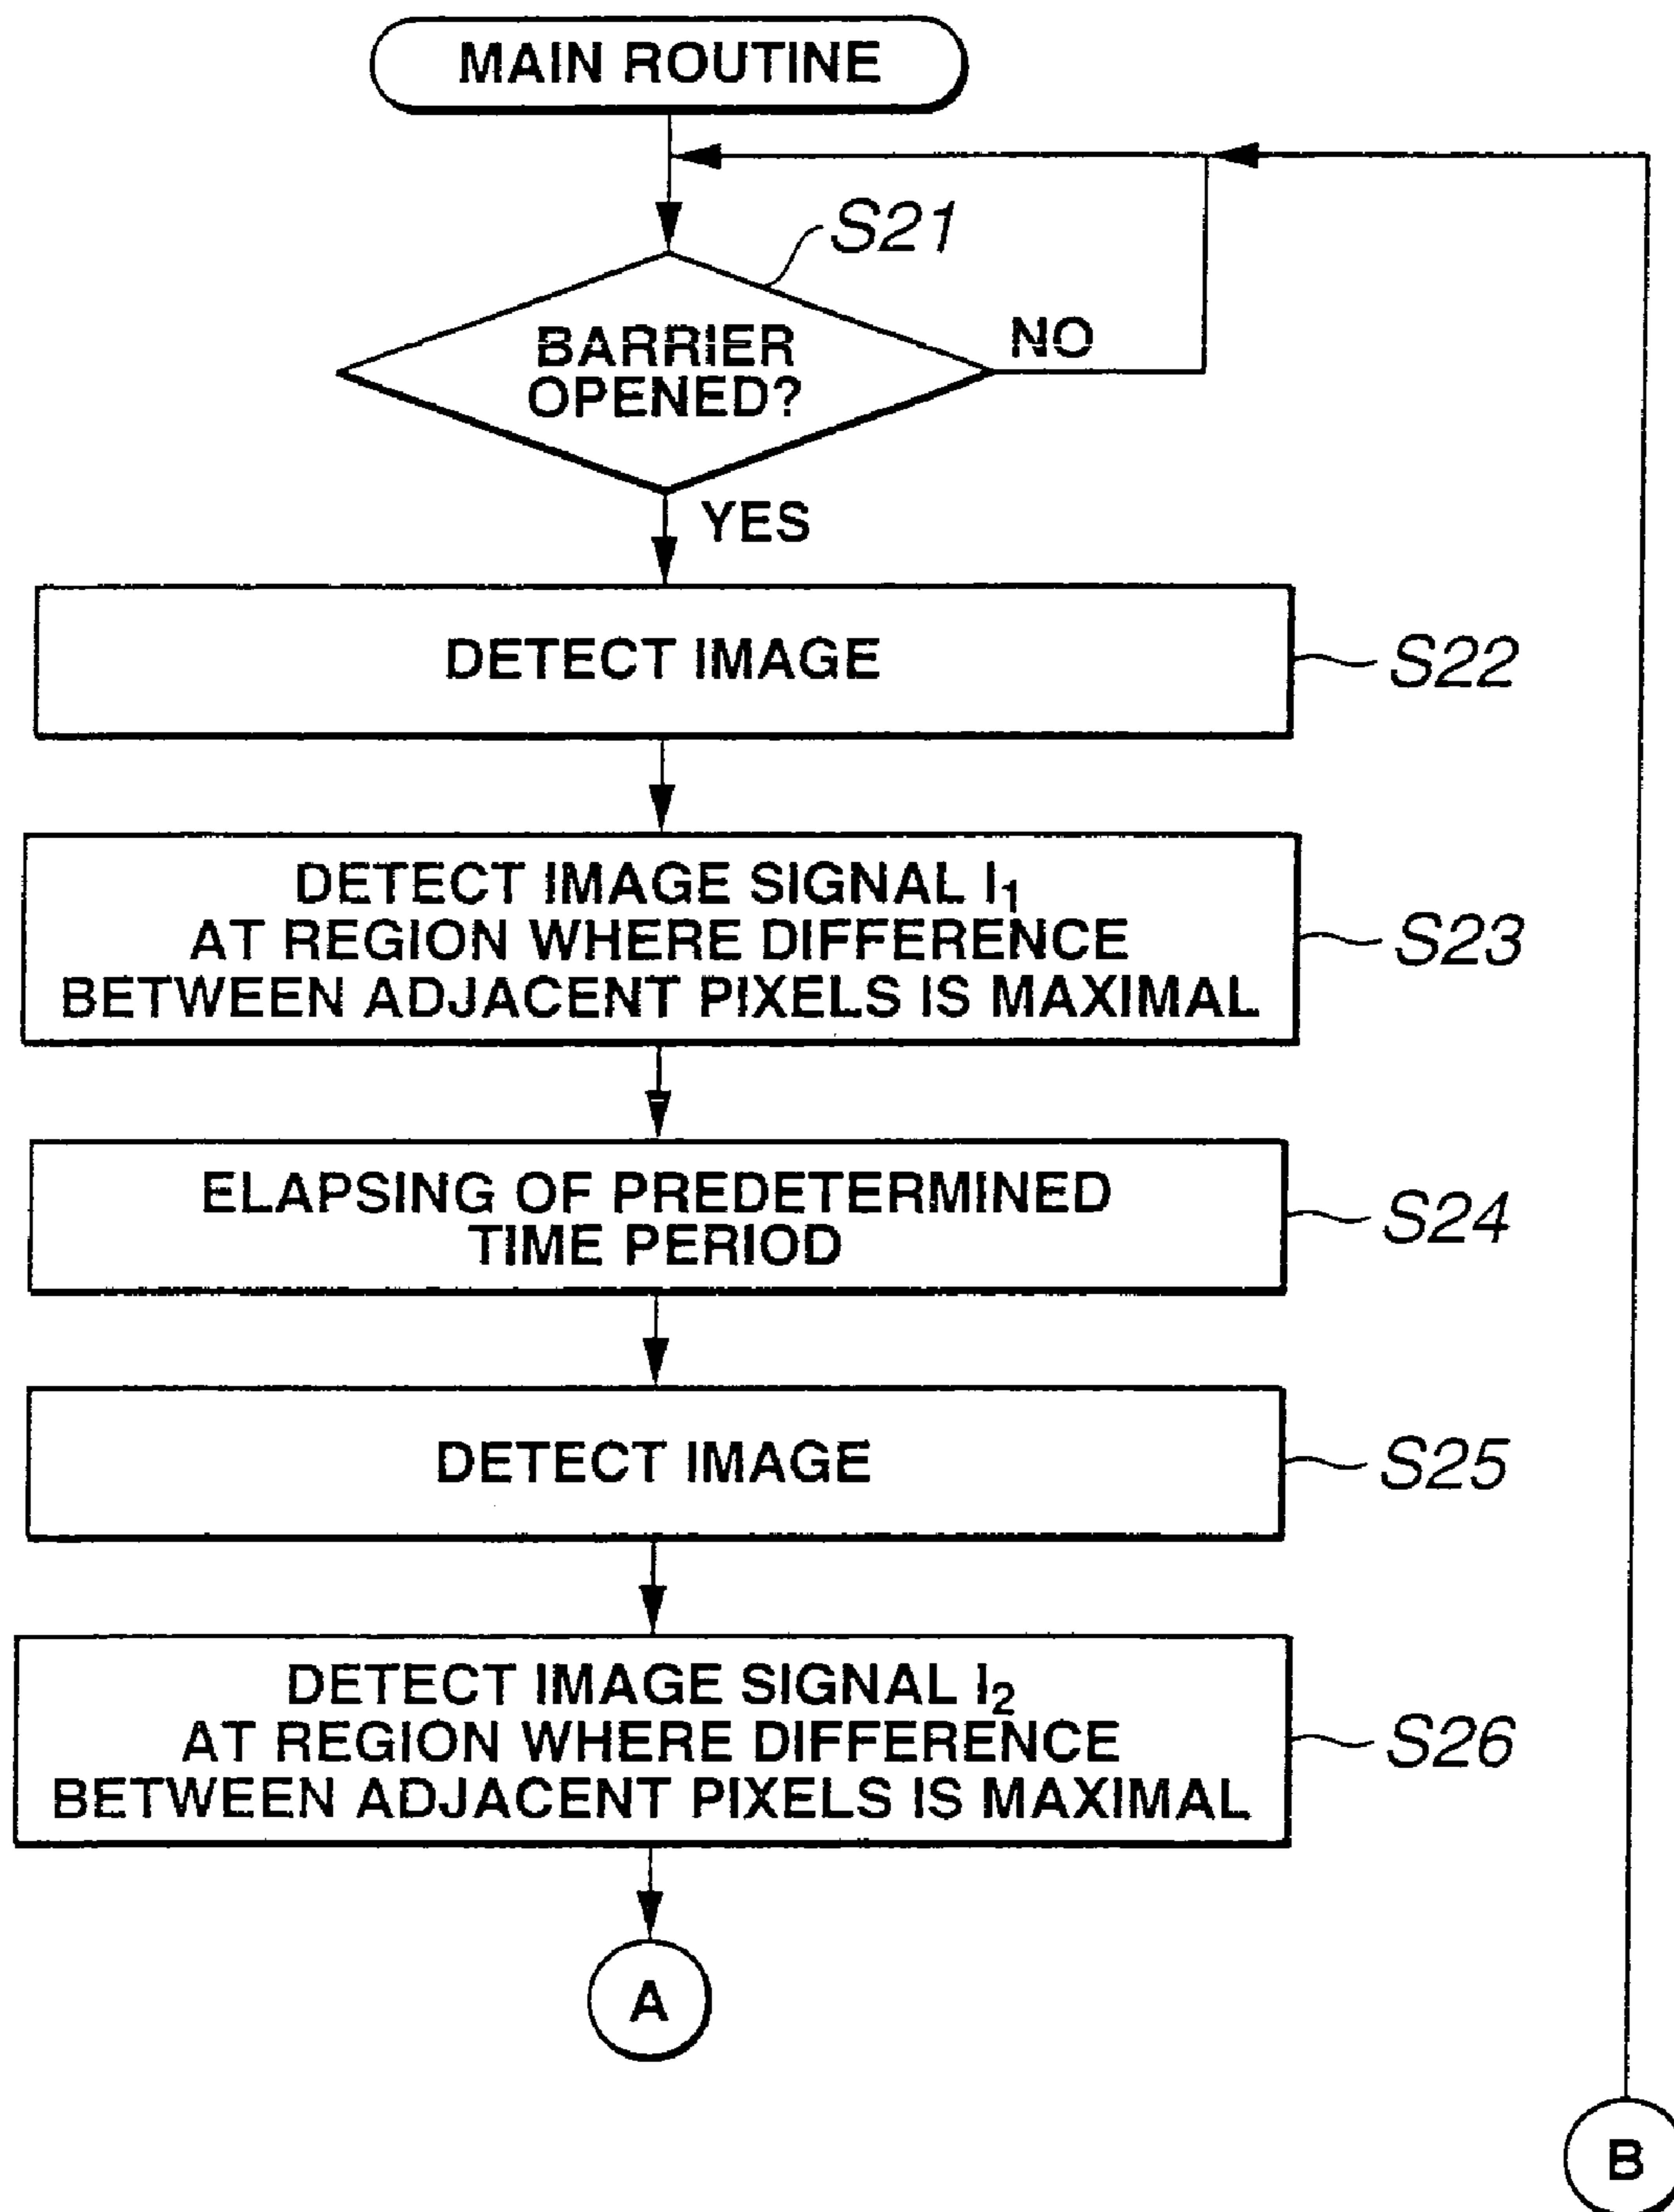 MAIN ROUTINE
S21
BARRIER
OPENED?
NO
YES
DETECT IMAGE
S22
DETECT IMAGE SIGNAL I₁
AT REGION WHERE DIFFERENCE
BETWEEN ADJACENT PIXELS IS MAXIMAL
S23
ELAPSING OF PREDETERMINED
TIME PERIOD
S24
DETECT IMAGE
S25
DETECT IMAGE SIGNAL I₂
AT REGION WHERE DIFFERENCE
BETWEEN ADJACENT PIXELS IS MAXIMAL
S26
A
B